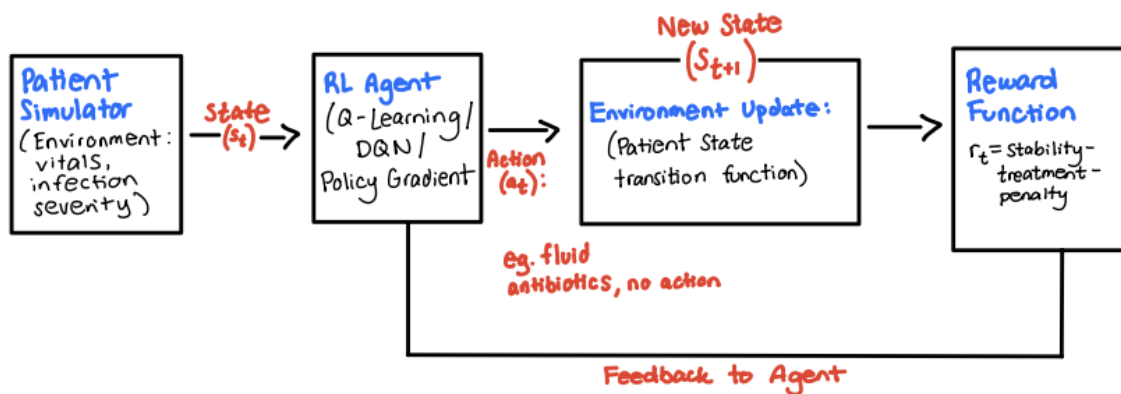 Patient
Simulator
(Environment:
vitals,
infection
severity)
State
(St)
RL Agent
(Q-Learning/
DQN/
Policy Gradient
Action
(at):
eg. fluid
antibiotics, no action
New State
(St+1)
Environment Update:
(Patient State
transition function)
Reward
Function
rt = stability-
treatment-
penalty
Feedback to Agent